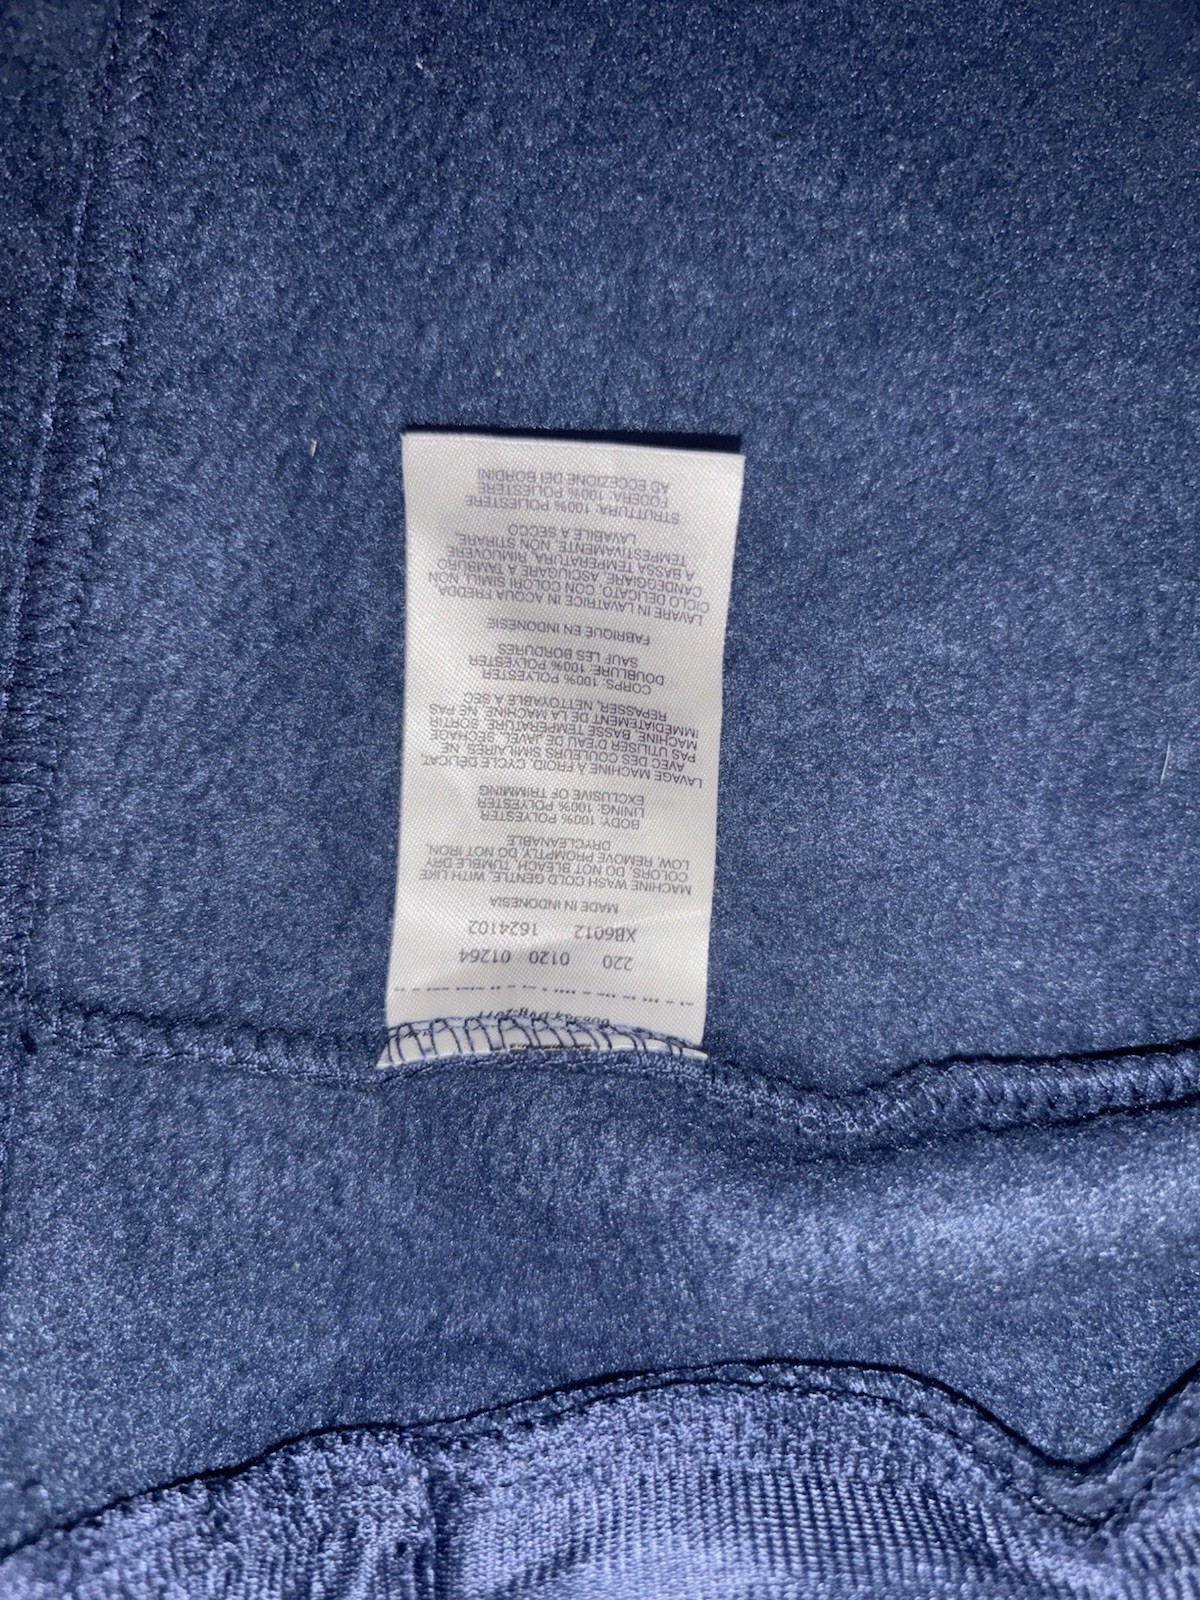 220 0120 01264
XB6012 1624102
MADE IN INDONESIA
MACHINE WASH COLD GENTLE, WITH LIKE
COLORS, DO NOT BLEACH, TUMBLE DRY
LOW, REMOVE PROMPTLY, DO NOT IRON,
DRYCLEANABLE
BODY: 100% POLYESTER
LINING: 100% POLYESTER
EXCLUSIVE OF TRIMMING
LAVAGE MACHINE À FROID, CYCLE DÉLICAT,
AVEC DES COULEURS SIMILAIRES, NE
PAS UTILISER D'EAU DE JAVEL, SÉCHAGE
MACHINE, BASSE TEMPERATURE, SORTIR
IMMÉDIATEMENT DE LA MACHINE, NE PAS
REPASSER, NETTOYABLE À SEC
CORPS: 100% POLYESTER
DOUBLURE: 100% POLYESTER
SAUF LES BORDURES
FABRIQUE EN INDONESIE
LAVARE IN LAVATRICE IN ACQUA FREDDA
CICLO DELICATO, CON COLORI SIMILI, NON
CANDEGGIARE, ASCIUGARE A TAMBURO
A BASSA TEMPERATURA, RIMUOVERE
TEMPESTIVAMENTE, NON STIRARE,
LAVABILE A SECCO
STRUTTURA: 100% POLIESTERE
FODERA: 100% POLIESTERE
AD ECCEZIONE DEI BORDINI